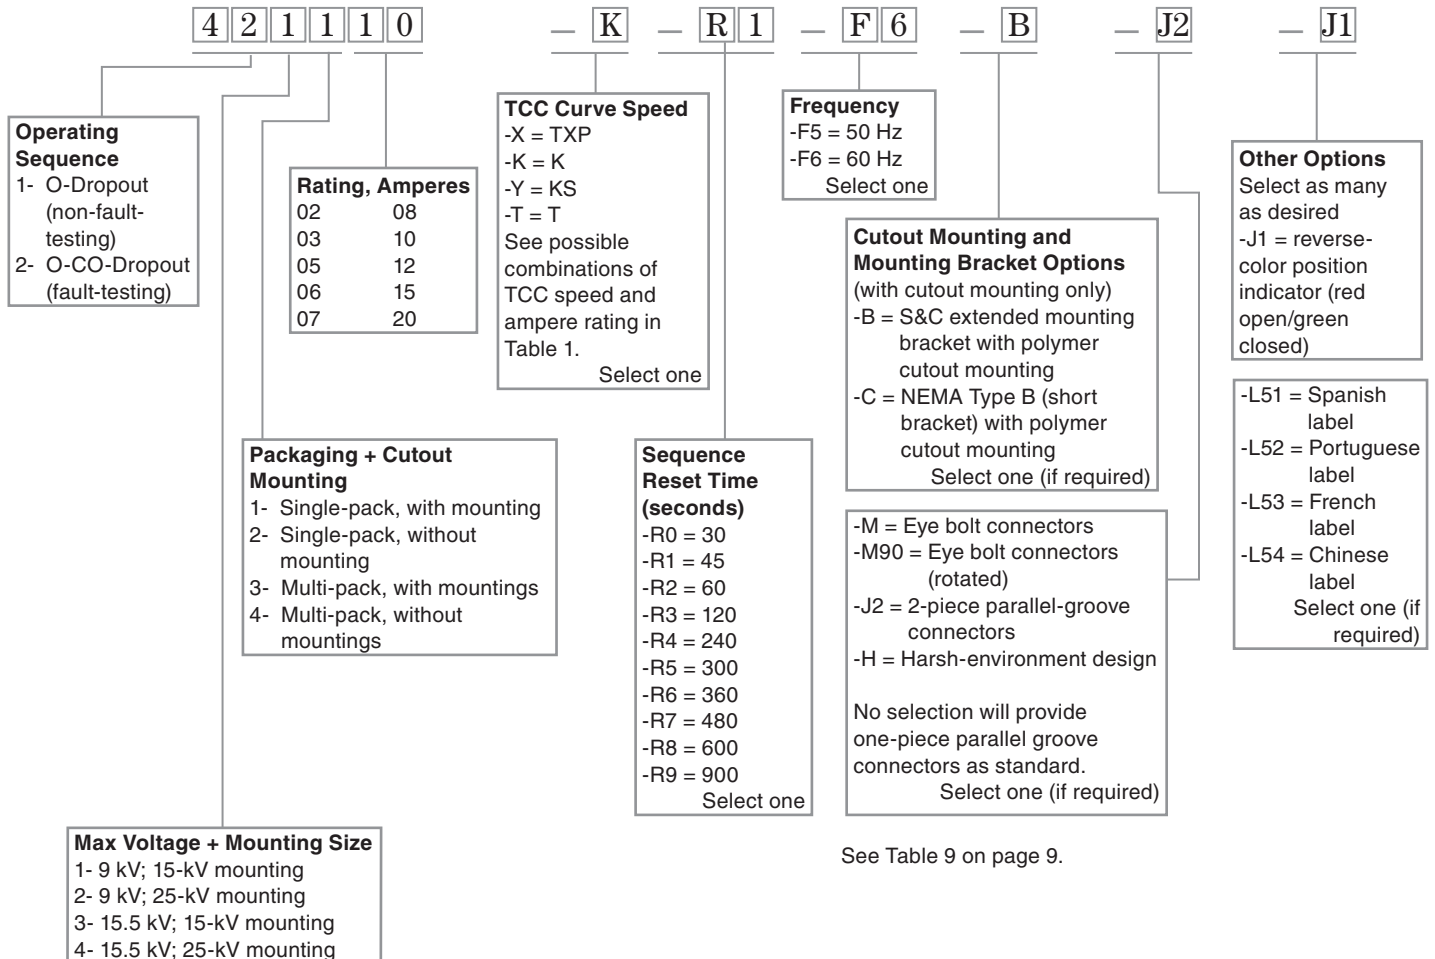 421110 – K – R1 – F6 – B – J2 – J1
Operating
Sequence
1- O-Dropout
(non-fault-
testing)
2- O-CO-Dropout
(fault-testing)
Rating, Amperes
02 08
03 10
05 12
06 15
07 20
TCC Curve Speed
-X = TXP
-K = K
-Y = KS
-T = T
See possible
combinations of
TCC speed and
ampere rating in
Table 1.
Select one
Frequency
-F5 = 50 Hz
-F6 = 60 Hz
Select one
Cutout Mounting and
Mounting Bracket Options
(with cutout mounting only)
-B = S&C extended mounting
bracket with polymer
cutout mounting
-C = NEMA Type B (short
bracket) with polymer
cutout mounting
Select one (if required)
Other Options
Select as many
as desired
-J1 = reverse-
color position
indicator (red
open/green
closed)
-L51 = Spanish
label
-L52 = Portuguese
label
-L53 = French
label
-L54 = Chinese
label
Select one (if
required)
Packaging + Cutout
Mounting
1- Single-pack, with mounting
2- Single-pack, without
mounting
3- Multi-pack, with mountings
4- Multi-pack, without
mountings
Sequence
Reset Time
(seconds)
-R0 = 30
-R1 = 45
-R2 = 60
-R3 = 120
-R4 = 240
-R5 = 300
-R6 = 360
-R7 = 480
-R8 = 600
-R9 = 900
Select one
-M = Eye bolt connectors
-M90 = Eye bolt connectors
(rotated)
-J2 = 2-piece parallel-groove
connectors
-H = Harsh-environment design
No selection will provide
one-piece parallel groove
connectors as standard.
Select one (if required)
See Table 9 on page 9.
Max Voltage + Mounting Size
1- 9 kV; 15-kV mounting
2- 9 kV; 25-kV mounting
3- 15.5 kV; 15-kV mounting
4- 15.5 kV; 25-kV mounting